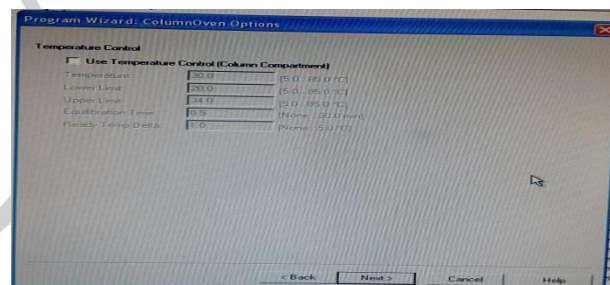 Program Wizard: ColumnOven Options
Temperature Control
Use Temperature Control (Column Compartment)
Temperature 30.0 [5.0...85.0 °C]
Lower Limit 20.0 [5.0...85.0 °C]
Upper Limit 34.0 [5.0...85.0 °C]
Equilibration Time 0.5 [None...30.0 min]
Ready Temp Delta 1.0 [None...5.0 °C]
< Back Next > Cancel Help